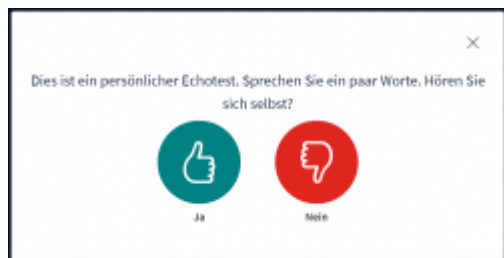 Dies ist ein persönlicher Echotest. Sprechen Sie ein paar Worte. Hören Sie
sich selbst?
Ja
Nein